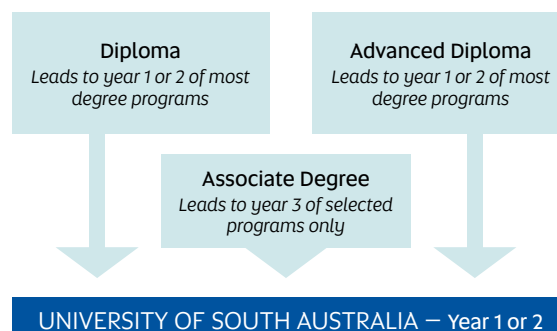 Diploma
Leads to year 1 or 2 of most
degree programs
Advanced Diploma
Leads to year 1 or 2 of most
degree programs
Associate Degree
Leads to year 3 of selected
programs only
UNIVERSITY OF SOUTH AUSTRALIA – Year 1 or 2